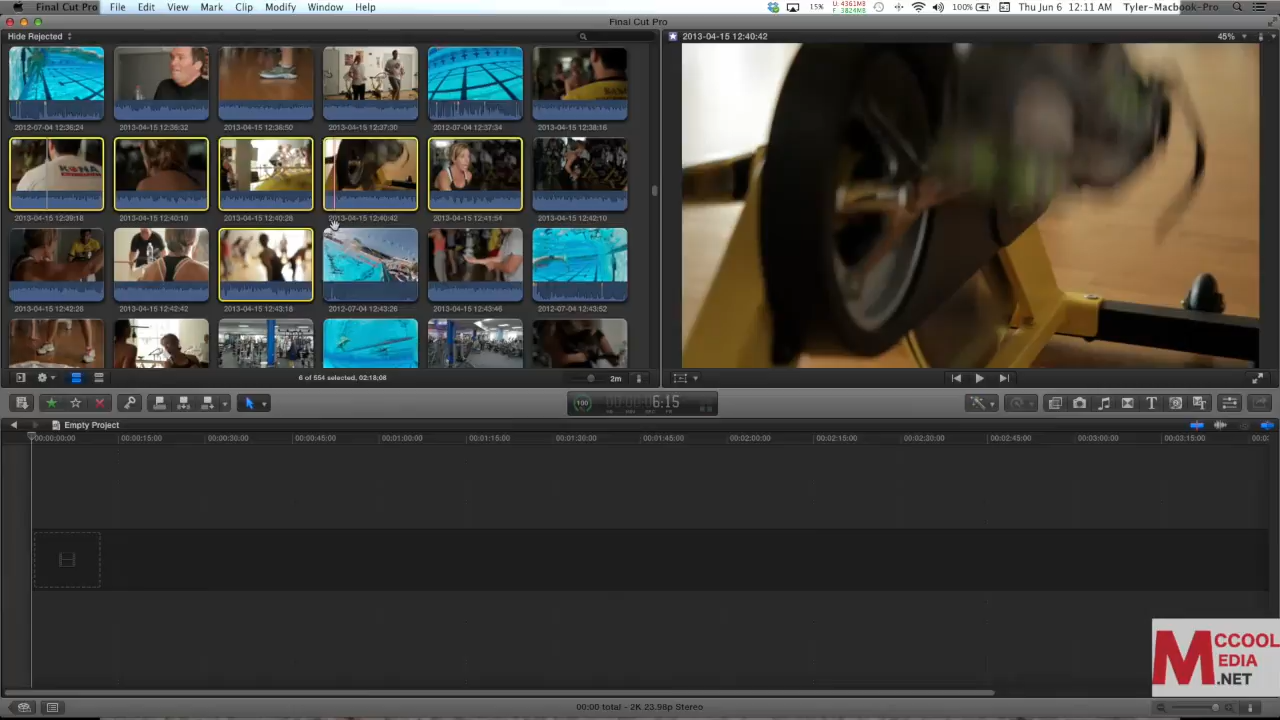 Final Cut Pro File Edit View Mark Clip Modify Window Help 15% U: 4361MB F: 3824MB 100% Thu Jun 6 12:11 AM Tyler-Macbook-Pro
Final Cut Pro
Hide Rejected
2013-04-15 12:40:42 45%
2012-07-04 12:36:24 2013-04-15 12:36:32 2013-04-15 12:36:50 2013-04-15 12:37:30 2012-07-04 12:37:34 2013-04-15 12:38:16
KONA
2013-04-15 12:39:18 2013-04-15 12:40:10 2013-04-15 12:40:28 2013-04-15 12:40:42 2013-04-15 12:41:54 2013-04-15 12:42:10
2013-04-15 12:42:28 2013-04-15 12:42:42 2013-04-15 12:43:18 2012-07-04 12:43:26 2013-04-15 12:43:46 2012-07-04 12:43:52
6 of 554 selected, 02:18;08 2m
100 6:15
Empty Project
00:00:00:00 00:00:15:00 00:00:30:00 00:00:45:00 00:01:00:00 00:01:15:00 00:01:30:00 00:01:45:00 00:02:00:00 00:02:15:00 00:02:30:00 00:02:45:00 00:03:00:00 00:03:15:00
MCCOOL
MEDIA
.NET
00:00 total - 2K 23.98p Stereo